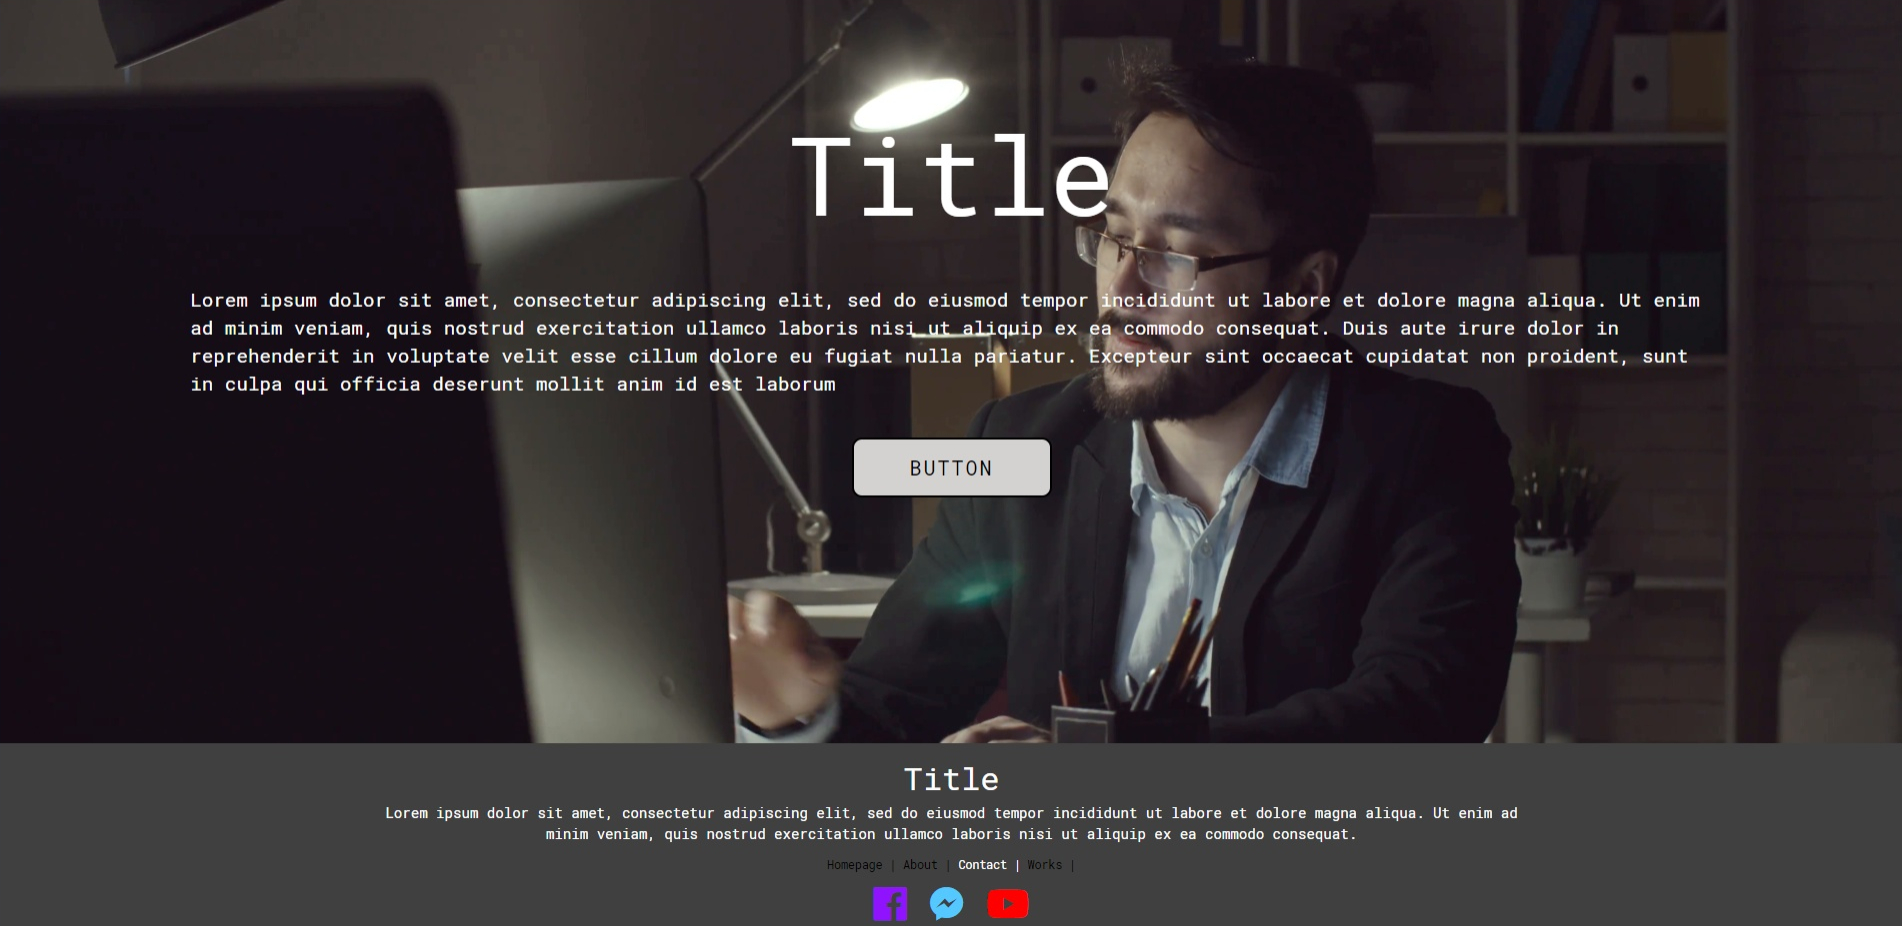 Title
Lorem ipsum dolor sit amet, consectetur adipiscing elit, sed do eiusmod tempor incididunt ut labore et dolore magna aliqua. Ut enim
ad minim veniam, quis nostrud exercitation ullamco laboris nisi ut aliquip ex ea commodo consequat. Duis aute irure dolor in
reprehenderit in voluptate velit esse cillum dolore eu fugiat nulla pariatur. Excepteur sint occaecat cupidatat non proident, sunt
in culpa qui officia deserunt mollit anim id est laborum
BUTTON
Title
Lorem ipsum dolor sit amet, consectetur adipiscing elit, sed do eiusmod tempor incididunt ut labore et dolore magna aliqua. Ut enim ad
minim veniam, quis nostrud exercitation ullamco laboris nisi ut aliquip ex ea commodo consequat.
Homepage | About | Contact | Works |